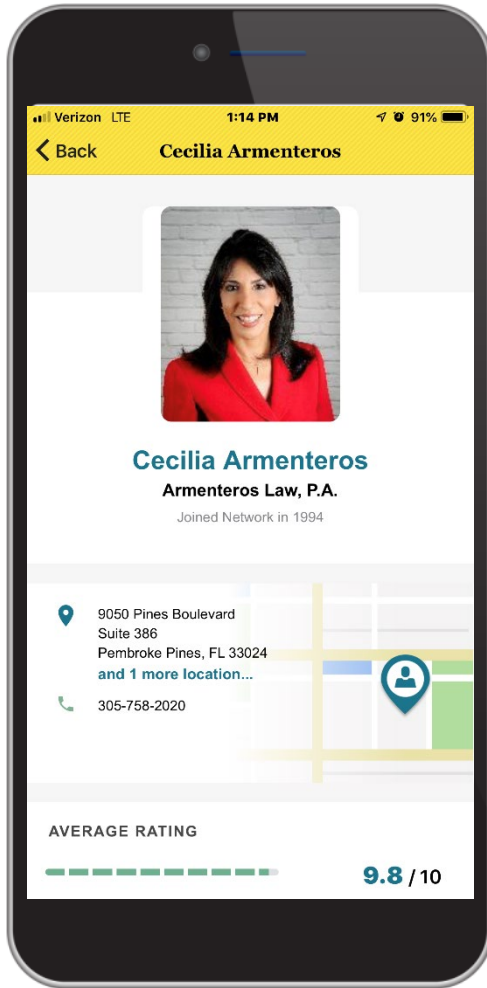 Verizon LTE 1:14 PM 91%
Back Cecilia Armenteros
Cecilia Armenteros
Armenteros Law, P.A.
Joined Network in 1994
9050 Pines Boulevard
Suite 386
Pembroke Pines, FL 33024
and 1 more location...
305-758-2020
AVERAGE RATING
9.8 / 10